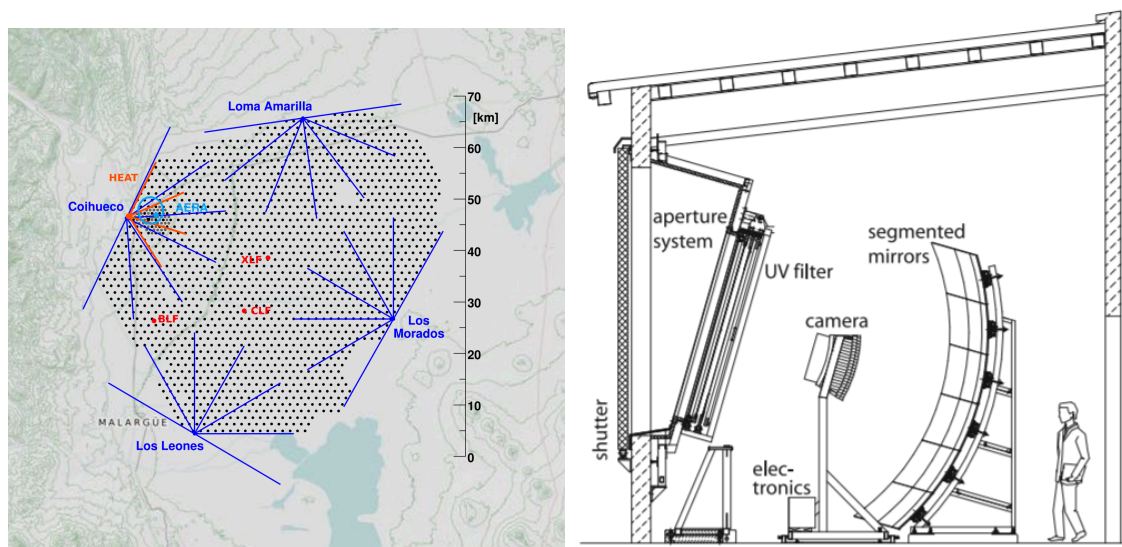 Loma Amarilla
70
[km]
60
HEAT
50
Coihueco
AERA
40
XLF
30
BLF
CLF
Los
Morados
20
10
MALARGÜE
Los Leones
0
aperture
system
segmented
mirrors
UV filter
camera
shutter
elec-
tronics